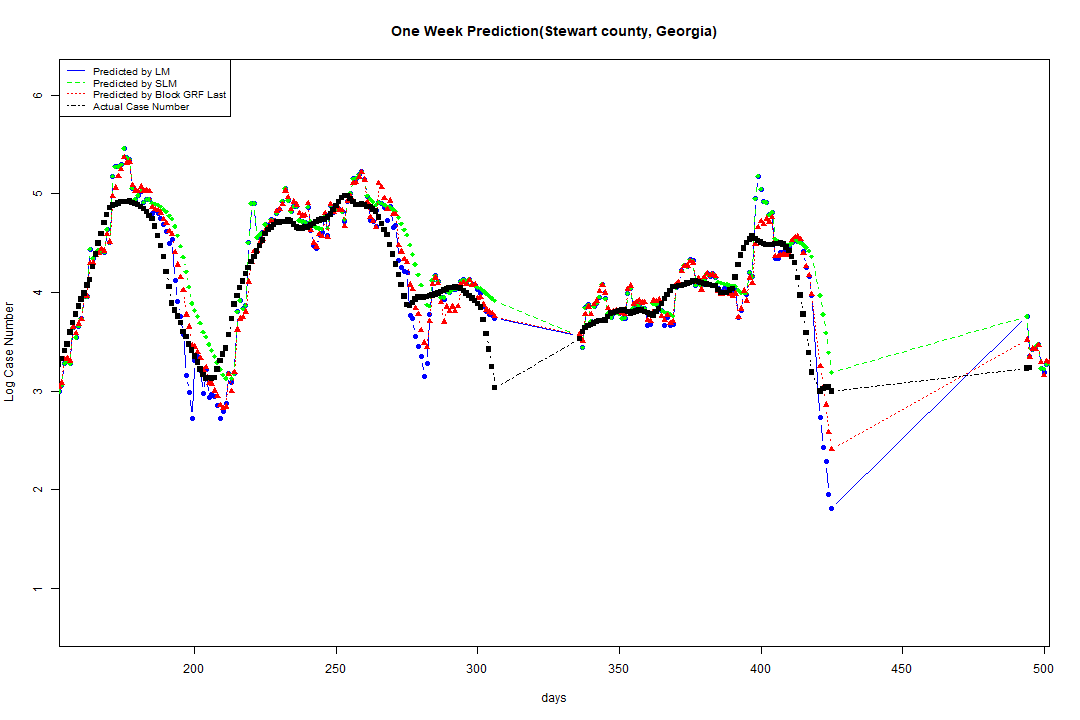 One Week Prediction(Stewart county, Georgia)
Predicted by LM
Predicted by SLM
Predicted by Block GRF Last
Actual Case Number
Log Case Number
6
5
4
3
2
1
200
250
300
350
400
450
500
days